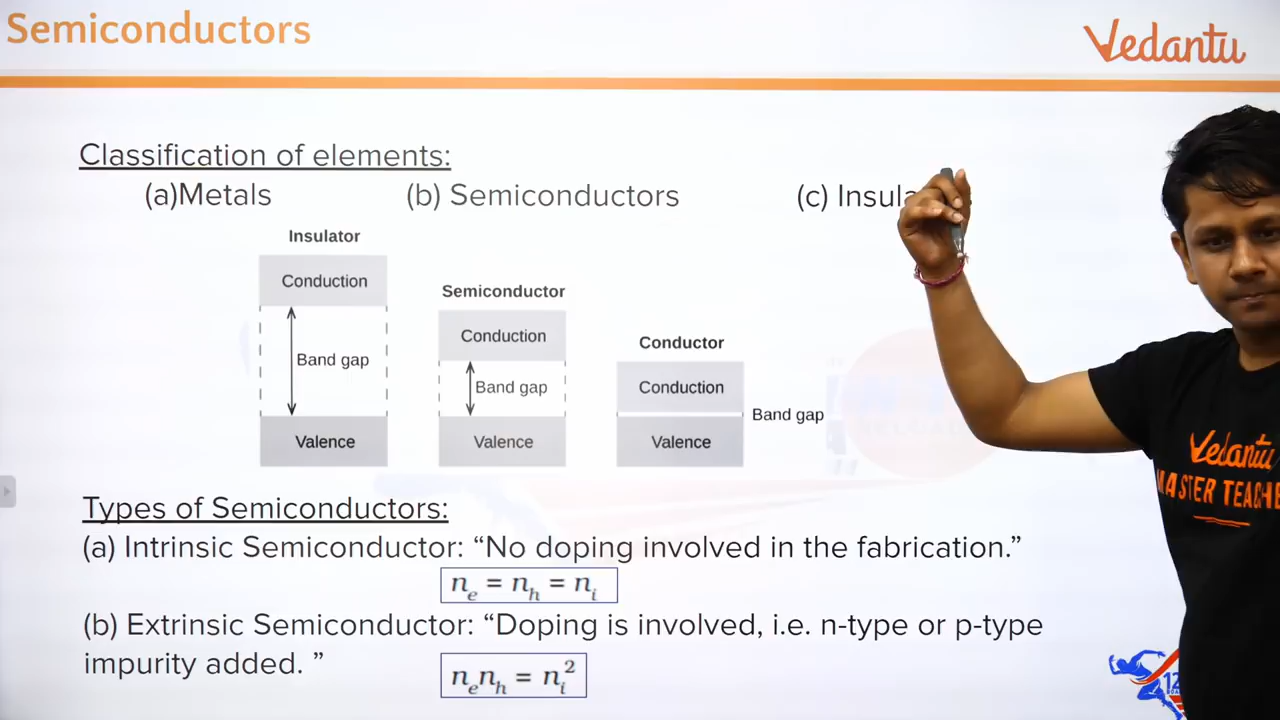 Semiconductors
Vedantu
Classification of elements:
(a)Metals (b) Semiconductors (c) Insula
Insulator
Conduction
Band gap
Valence
Semiconductor
Conduction
Band gap
Valence
Conductor
Conduction
Band gap
Valence
Vedantu
MASTER TEACHE
Types of Semiconductors:
(a) Intrinsic Semiconductor: “No doping involved in the fabrication.”
nₑ = nₕ = nᵢ
(b) Extrinsic Semiconductor: “Doping is involved, i.e. n-type or p-type
impurity added. ”
nₑnₕ = nᵢ²
12